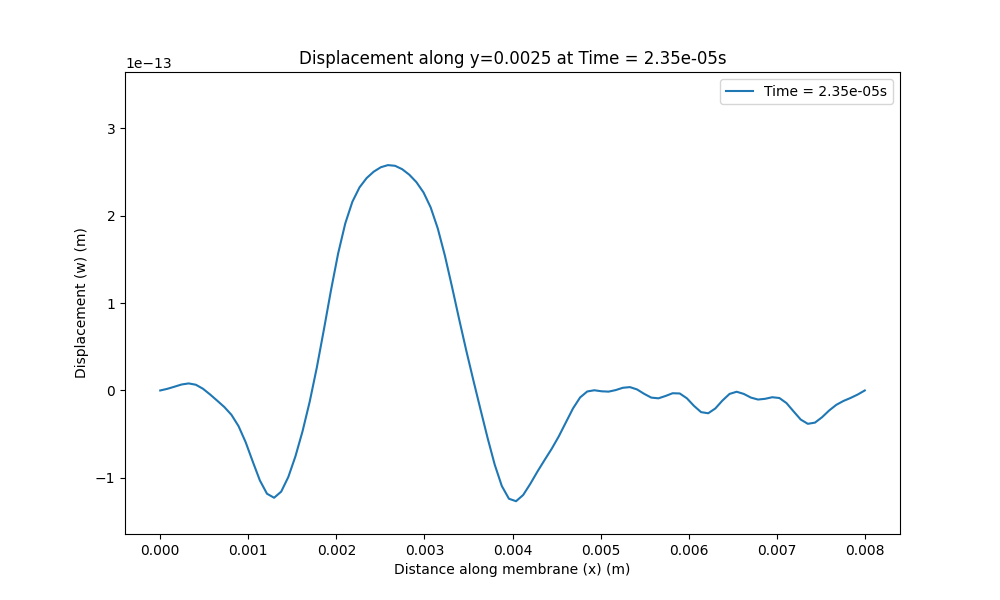 Displacement along y=0.0025 at Time = 2.35e-05s
1e−13
Time = 2.35e-05s
3
2
1
0
−1
Displacement (w) (m)
0.000 0.001 0.002 0.003 0.004 0.005 0.006 0.007 0.008
Distance along membrane (x) (m)